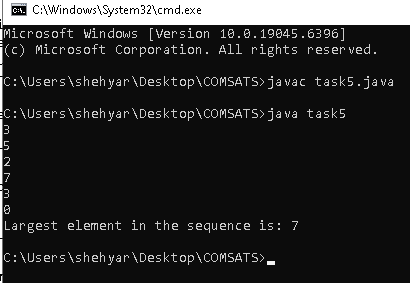 C:\Windows\System32\cmd.exe
Microsoft Windows [Version 10.0.19045.6396]
(c) Microsoft Corporation. All rights reserved.
C:\Users\shehyar\Desktop\COMSATS>javac task5.java
C:\Users\shehyar\Desktop\COMSATS>java task5
3
5
2
7
3
0
Largest element in the sequence is: 7
C:\Users\shehyar\Desktop\COMSATS>